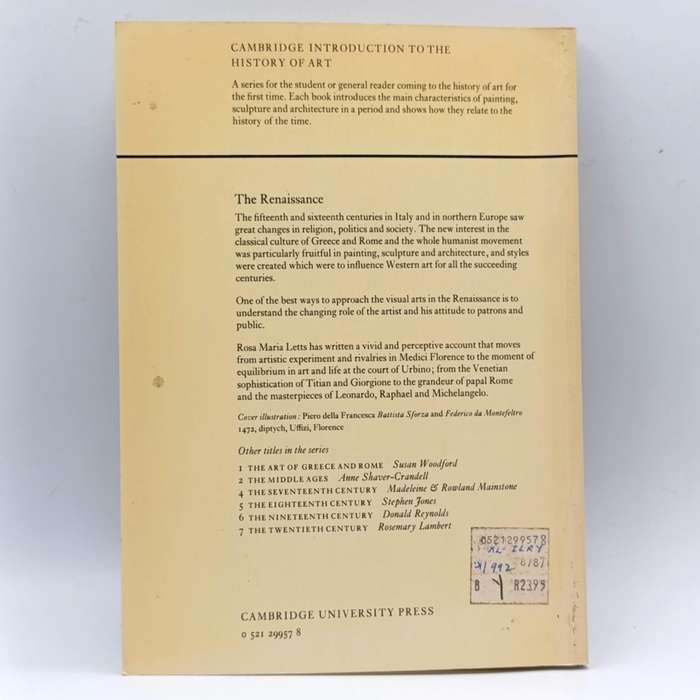 CAMBRIDGE INTRODUCTION TO THE
HISTORY OF ART
A series for the student or general reader coming to the history of art for
the first time. Each book introduces the main characteristics of painting,
sculpture and architecture in a period and shows how they relate to the
history of the time.
The Renaissance
The fifteenth and sixteenth centuries in Italy and in northern Europe saw
great changes in religion, politics and society. The new interest in the
classical culture of Greece and Rome and the whole humanist movement
was particularly fruitful in painting, sculpture and architecture, and styles
were created which were to influence Western art for all the succeeding
centuries.
One of the best ways to approach the visual arts in the Renaissance is to
understand the changing role of the artist and his attitude to patrons and
public.
Rosa Maria Letts has written a vivid and perceptive account that moves
from artistic experiment and rivalries in Medici Florence to the moment of
equilibrium in art and life at the court of Urbino; from the Venetian
sophistication of Titian and Giorgione to the grandeur of papal Rome
and the masterpieces of Leonardo, Raphael and Michelangelo.
Cover illustration: Piero della Francesca Battista Sforza and Federico da Montefeltro
1472, diptych, Uffizi, Florence
Other titles in the series
1 THE ART OF GREECE AND ROME Susan Woodford
2 THE MIDDLE AGES Anne Shaver-Crandell
4 THE SEVENTEENTH CENTURY Madeleine & Rowland Mainstone
5 THE EIGHTEENTH CENTURY Stephen Jones
6 THE NINETEENTH CENTURY Donald Reynolds
7 THE TWENTIETH CENTURY Rosemary Lambert
0521299578
6/87
B Y R2395
CAMBRIDGE UNIVERSITY PRESS
0 521 29957 8